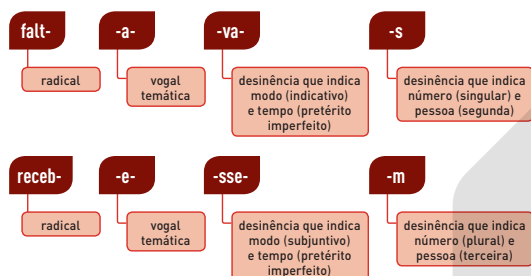 falt-
-a-
-va-
-s
radical
vogal
temática
desinência que indica
modo (indicativo)
e tempo (pretérito
imperfeito)
desinência que indica
número (singular) e
pessoa (segunda)
receb-
-e-
-sse-
-m
radical
vogal
temática
desinência que indica
modo (subjuntivo)
e tempo (pretérito
imperfeito)
desinência que indica
número (plural) e
pessoa (terceira)